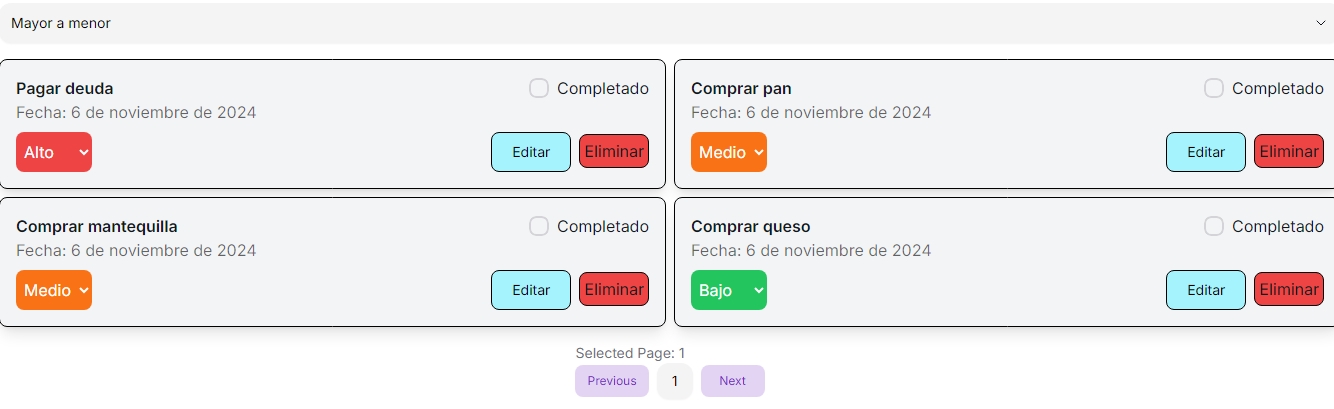 Mayor a menor
Pagar deuda
Completado
Fecha: 6 de noviembre de 2024
Alto
Editar
Eliminar
Comprar pan
Completado
Fecha: 6 de noviembre de 2024
Medio
Editar
Eliminar
Comprar mantequilla
Completado
Fecha: 6 de noviembre de 2024
Medio
Editar
Eliminar
Comprar queso
Completado
Fecha: 6 de noviembre de 2024
Bajo
Editar
Eliminar
Selected Page: 1
Previous
1
Next